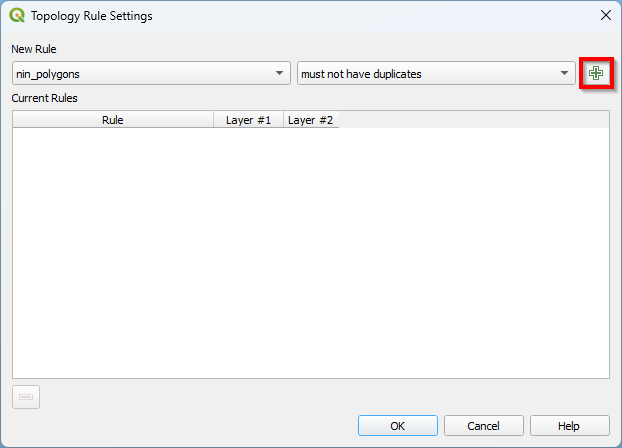 Topology Rule Settings
New Rule
nin_polygons must not have duplicates
Current Rules
Rule Layer #1 Layer #2
OK Cancel Help